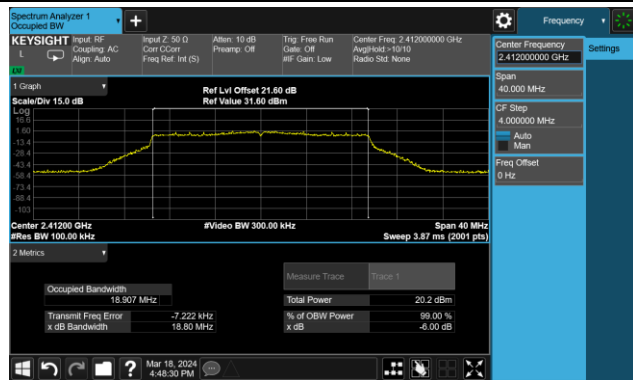 Spectrum Analyzer 1
Occupied BW
Frequency
KEYSIGHT
L
Input: RF
Coupling: AC
Align: Auto
Input Z: 50 Ω
Corr CCorr
Freq Ref: Int (S)
Atten: 10 dB
Preamp: Off
Trig: Free Run
Gate: Off
#IF Gain: Low
Center Freq: 2.412000000 GHz
Avg|Hold:>10/10
Radio Std: None
Center Frequency
2.412000000 GHz
Settings
Span
40.000 MHz
CF Step
4.000000 MHz
Auto
Man
Freq Offset
0 Hz
1 Graph
Scale/Div 15.0 dB
Ref Lvl Offset 21.60 dB
Ref Value 31.60 dBm
Log
16.6
1.60
-13.4
-28.4
-43.4
-58.4
-73.4
-88.4
-103
Center 2.41200 GHz
#Res BW 100.00 kHz
#Video BW 300.00 kHz
Span 40 MHz
Sweep 3.87 ms (2001 pts)
2 Metrics
Measure Trace
Trace 1
Occupied Bandwidth
18.907 MHz
Total Power
20.2 dBm
Transmit Freq Error
-7.222 kHz
% of OBW Power
99.00 %
x dB Bandwidth
18.80 MHz
x dB
-6.00 dB
?
Mar 18, 2024
4:48:30 PM